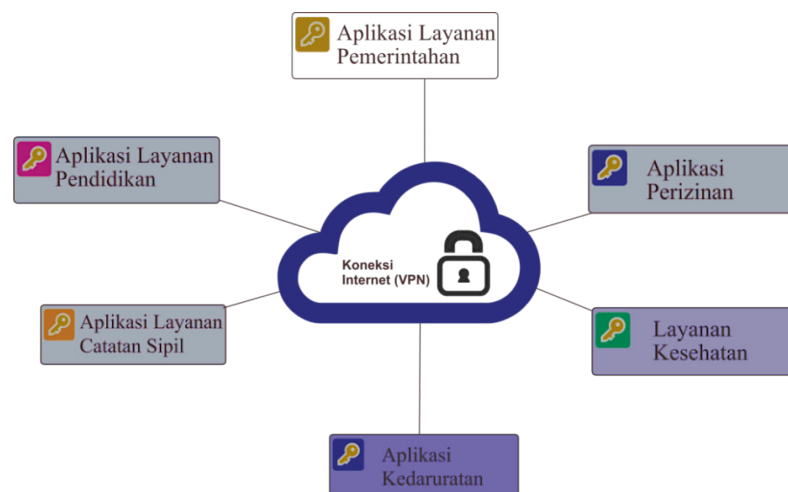 Aplikasi Layanan
Pemerintahan
Aplikasi Layanan
Pendidikan
Aplikasi
Perizinan
Koneksi
Internet (VPN)
Aplikasi Layanan
Catatan Sipil
Layanan
Kesehatan
Aplikasi
Kedaruratan